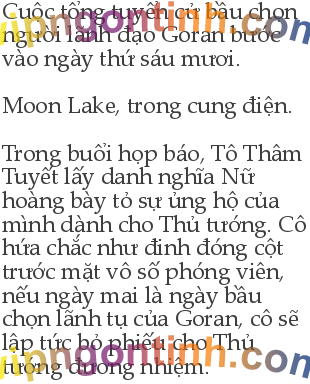 Cuộc tổng tuyển cử bầu chọn
người lãnh đạo Goran bước
vào ngày thứ sáu mươi.
Moon Lake, trong cung điện.
Trong buổi họp báo, Tô Thâm
Tuyết lấy danh nghĩa Nữ
hoàng bày tỏ sự ủng hộ của
mình dành cho Thủ tướng. Cô
hứa chắc như đinh đóng cột
trước mặt vô số phóng viên,
nếu ngày mai là ngày bầu
chọn lãnh tụ của Goran, cô sẽ
lập tức bỏ phiếu cho Thủ
tướng đương nhiệm.
vipngontinh.com
vipngontinh.com